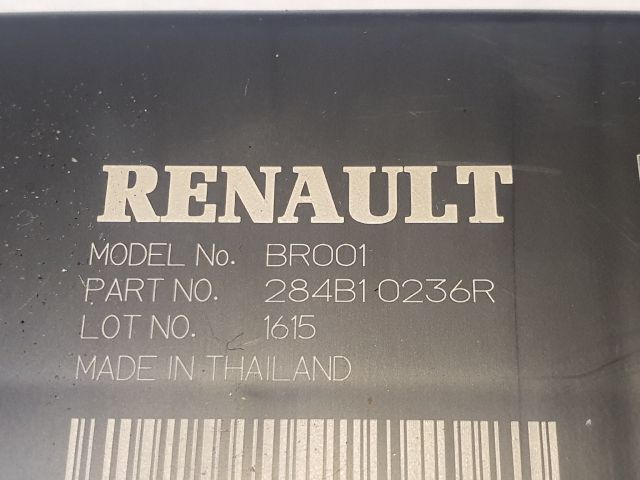 RENAULT
MODEL No. BR001
PART NO. 284B1 0236R
LOT NO. 1615
MADE IN THAILAND